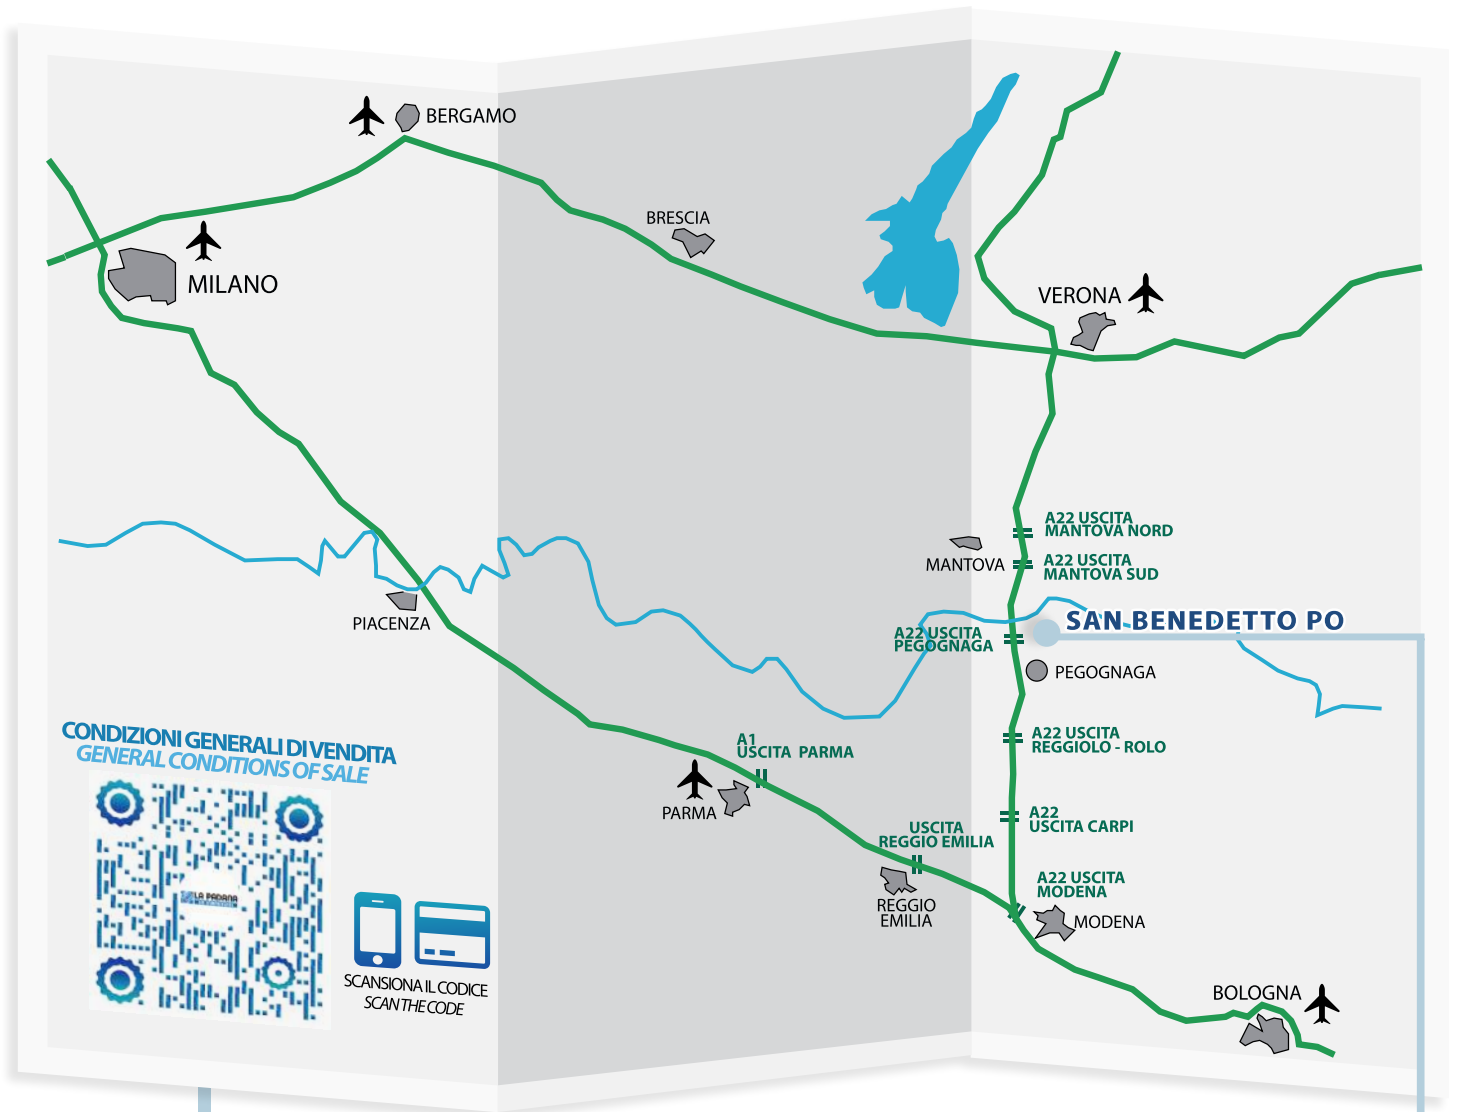 BERGAMO
BRESCIA
MILANO
VERONA
A22 USCITA
MANTOVA NORD
MANTOVA
A22 USCITA
MANTOVA SUD
PIACENZA
SAN BENEDETTO PO
A22 USCITA
PEGOGNAGA
PEGOGNAGA
CONDIZIONI GENERALI DI VENDITA
GENERAL CONDITIONS OF SALE
A1
USCITA PARMA
A22 USCITA
REGGIOLO - ROLO
PARMA
USCITA
REGGIO EMILIA
A22
USCITA CARPI
LA PADANA
REGGIO
EMILIA
A22 USCITA
MODENA
MODENA
SCANSIONA IL CODICE
SCAN THE CODE
BOLOGNA